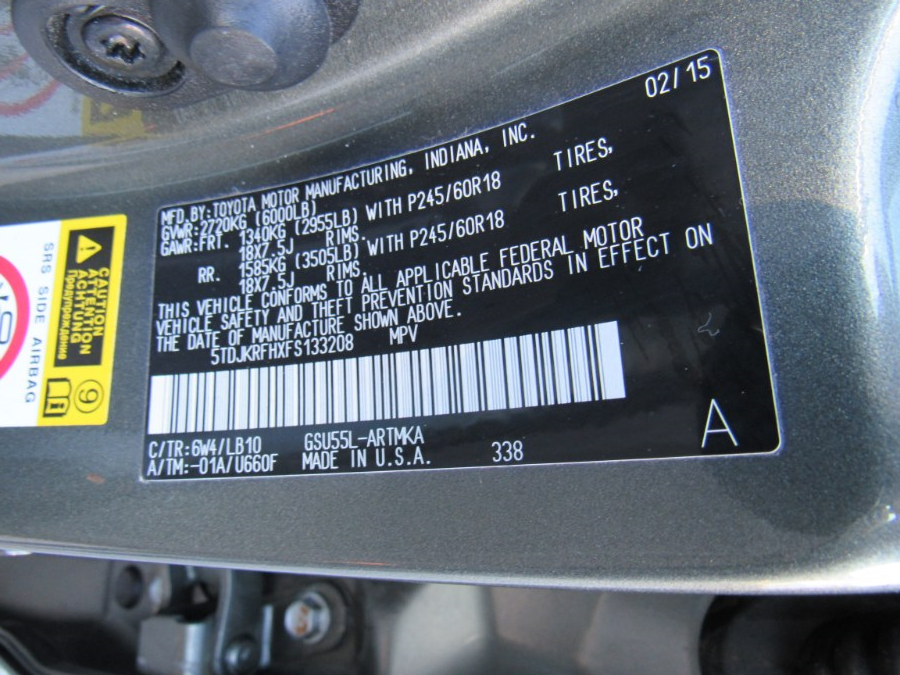 02/15
MFD.BY:TOYOTA MOTOR MANUFACTURING, INDIANA, INC.
GVWR:2720KG (6000LB)
GAWR:FRT. 1340KG (2955LB) WITH P245/60R18 TIRES,
18X7.5J RIMS.
RR. 1585KG (3505LB) WITH P245/60R18 TIRES,
18X7.5J RIMS.
THIS VEHICLE CONFORMS TO ALL APPLICABLE FEDERAL MOTOR
VEHICLE SAFETY AND THEFT PREVENTION STANDARDS IN EFFECT ON
THE DATE OF MANUFACTURE SHOWN ABOVE.
5TDJKRFHXFS133208 MPV
C/TR:6W4/LB10 GSU55L-ARTMKA
A/TM:-01A/U660F MADE IN U.S.A. 338
A
CAUTION
ATTENTION
ACHTUNG
Предупреждение
9
SRS SIDE AIRBAG